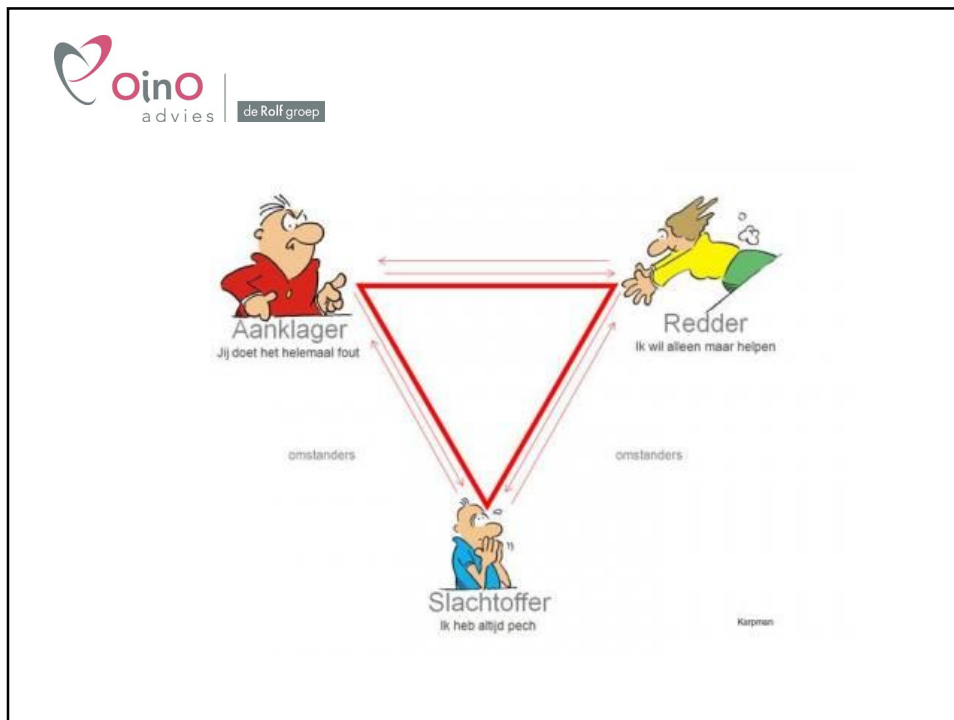 OinO
advies
de Rolf groep
Aanklager
Jij doet het helemaal fout
Redder
Ik wil alleen maar helpen
omstanders
omstanders
Slachtoffer
Ik heb altijd pech
Karpman